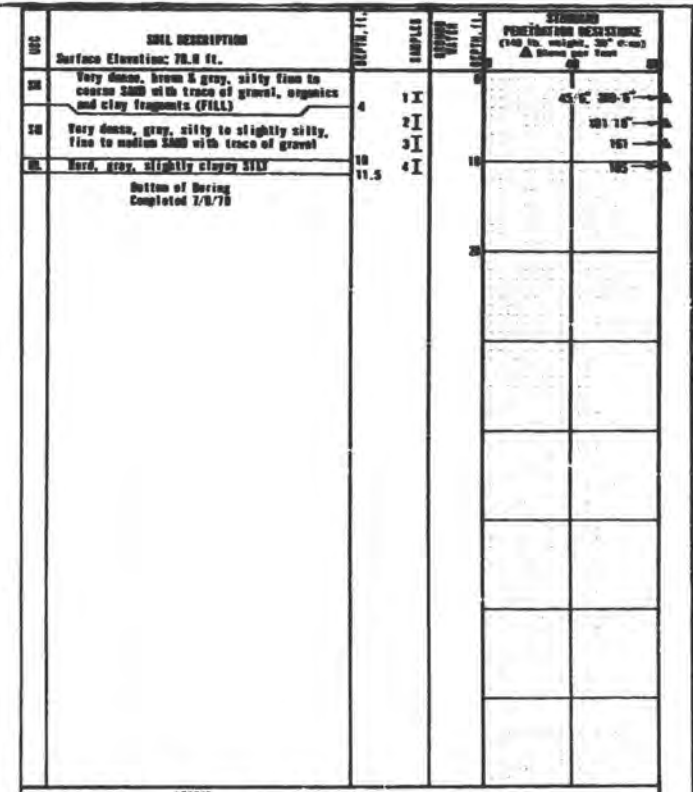 USC
SOIL DESCRIPTION
Surface Elevation: 78.0 ft.
DEPTH, ft.
SAMPLES
GROUND
WATER
DEPTH, ft.
STANDARD
PENETRATION RESISTANCE
(140 lb. weight, 30" drop)
▲ Blows per foot
0 40 80
SM
Very dense, brown & gray, silty fine to
coarse SAND with trace of gravel, organics
and clay fragments (FILL)
4
SM
Very dense, gray, silty to slightly silty,
fine to medium SAND with trace of gravel
10
ML
Hard, gray, slightly clayey SILT
11.5
Bottom of Boring
Completed
1
2
3
4
0
10
20
161
105